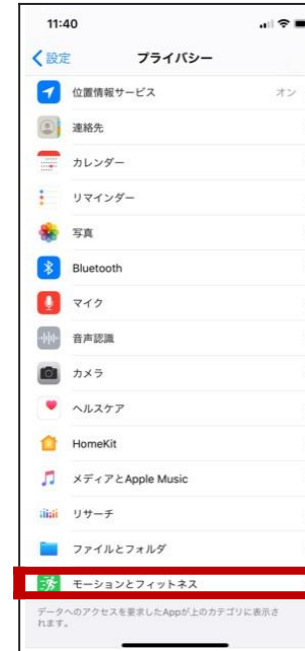 11:40
設定
プライバシー
位置情報サービス
オン
連絡先
カレンダー
リマインダー
写真
Bluetooth
マイク
音声認識
カメラ
ヘルスケア
HomeKit
メディアとApple Music
リサーチ
ファイルとフォルダ
モーションとフィットネス
データへのアクセスを要求したAppが上のカテゴリに表示さ
れます。